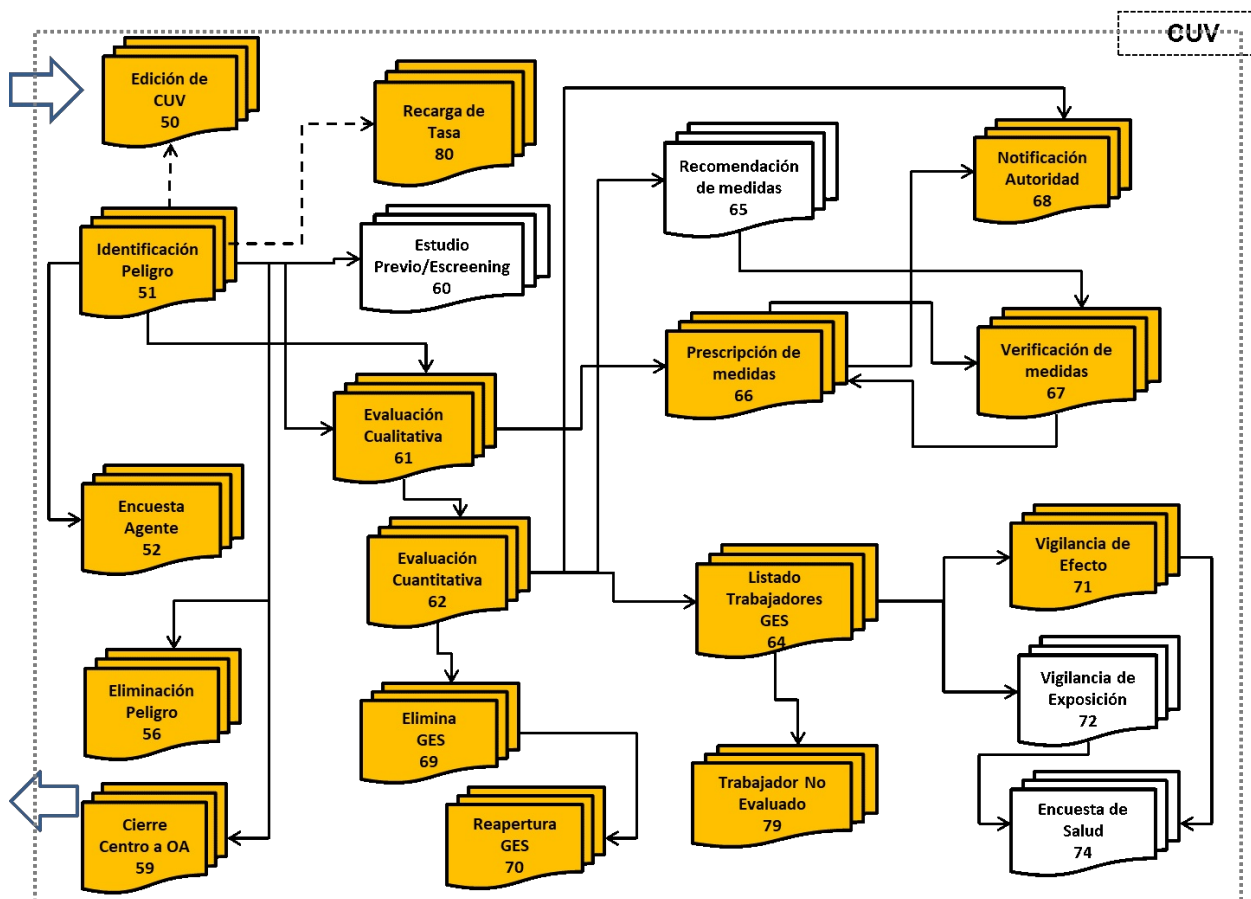 CUV
Edición de
CUV
50
Recarga de
Tasa
80
Recomendación
de medidas
65
Notificación
Autoridad
68
Identificación
Peligro
51
Estudio
Previo/Escreening
60
Prescripción de
medidas
66
Verificación de
medidas
67
Evaluación
Cualitativa
61
Encuesta
Agente
52
Evaluación
Cuantitativa
62
Listado
Trabajadores
GES
64
Vigilancia de
Efecto
71
Eliminación
Peligro
56
Elimina
GES
69
Vigilancia de
Exposición
72
Cierre
Centro a OA
59
Reapertura
GES
70
Trabajador No
Evaluado
79
Encuesta de
Salud
74